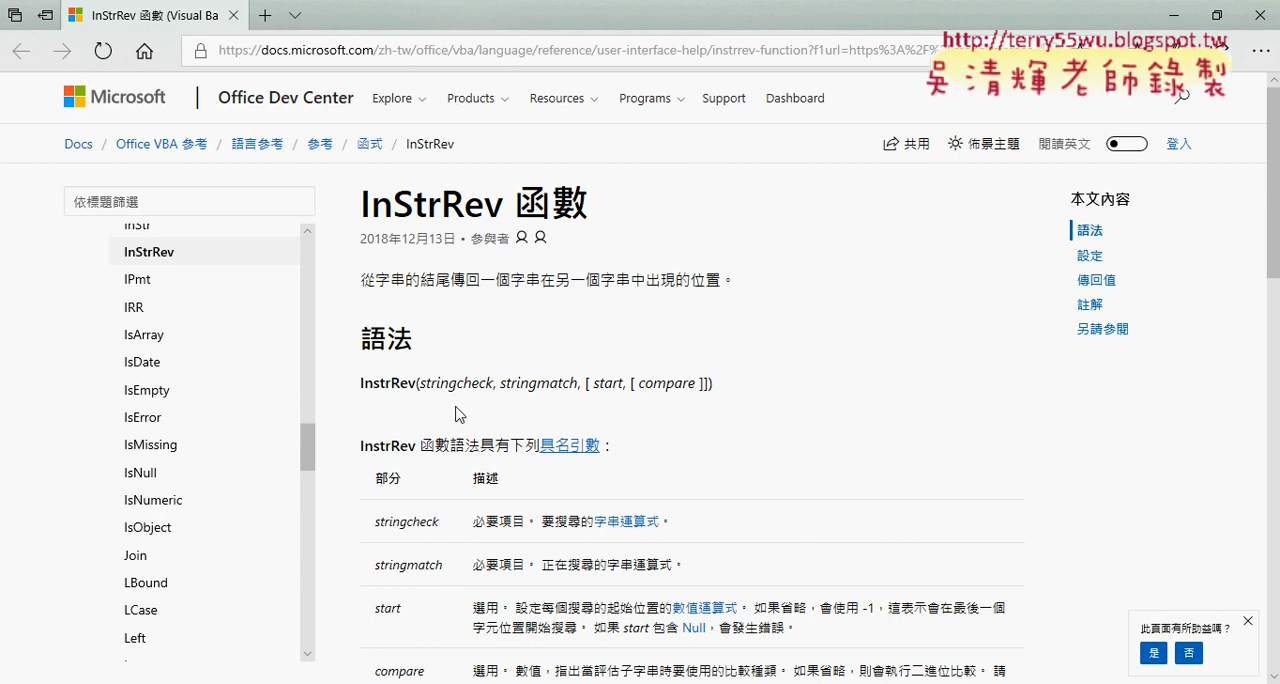 InStrRev 函數 (Visual Ba
https://docs.microsoft.com/zh-tw/office/vba/language/reference/user-interface-help/instrrev-function?f1url=https%3A%2F%
http://terry55wu.blogspot.tw
吳清輝老師錄製
Microsoft
Office Dev Center
Explore
Products
Resources
Programs
Support
Dashboard
Docs / Office VBA 參考 / 語言參考 / 參考 / 函式 / InStrRev
共用
佈景主題
閱讀英文
登入
依標題篩選
InStr
InStrRev
IPmt
IRR
IsArray
IsDate
IsEmpty
IsError
IsMissing
IsNull
IsNumeric
IsObject
Join
LBound
LCase
Left
InStrRev 函數
2018年12月13日 • 參與者
從字串的結尾傳回一個字串在另一個字串中出現的位置。
語法
InstrRev(stringcheck, stringmatch, [ start, [ compare ]])
InstrRev 函數語法具有下列具名引數：
部分 描述
stringcheck 必要項目。 要搜尋的字串運算式。
stringmatch 必要項目。 正在搜尋的字串運算式。
start 選用。 設定每個搜尋的起始位置的數值運算式。 如果省略，會使用 -1，這表示會在最後一個
字元位置開始搜尋。 如果 start 包含 Null，會發生錯誤。
compare 選用。 數值，指出當評估子字串時要使用的比較種類。 如果省略，則會執行二進位比較。 請
本文內容
語法
設定
傳回值
註解
另請參閱
此頁面有所助益嗎？
是
否